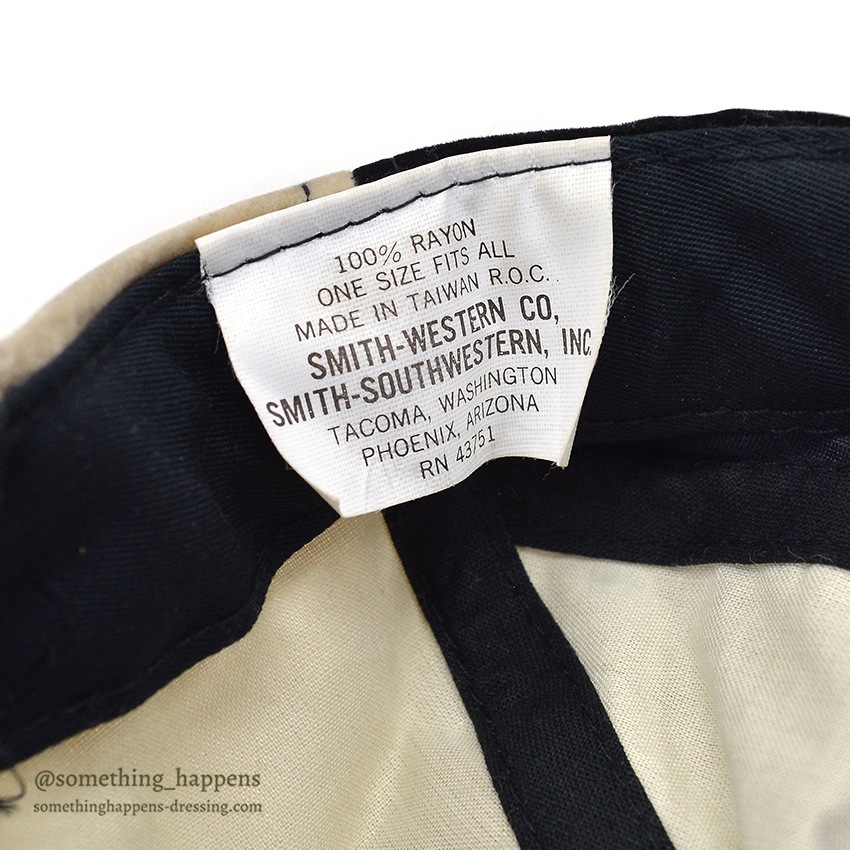 100% RAYON
ONE SIZE FITS ALL
MADE IN TAIWAN R.O.C.
SMITH-WESTERN CO,
SMITH-SOUTHWESTERN, INC.
TACOMA, WASHINGTON
PHOENIX, ARIZONA
RN 43751
@something_happens
somethinghappens-dressing.com